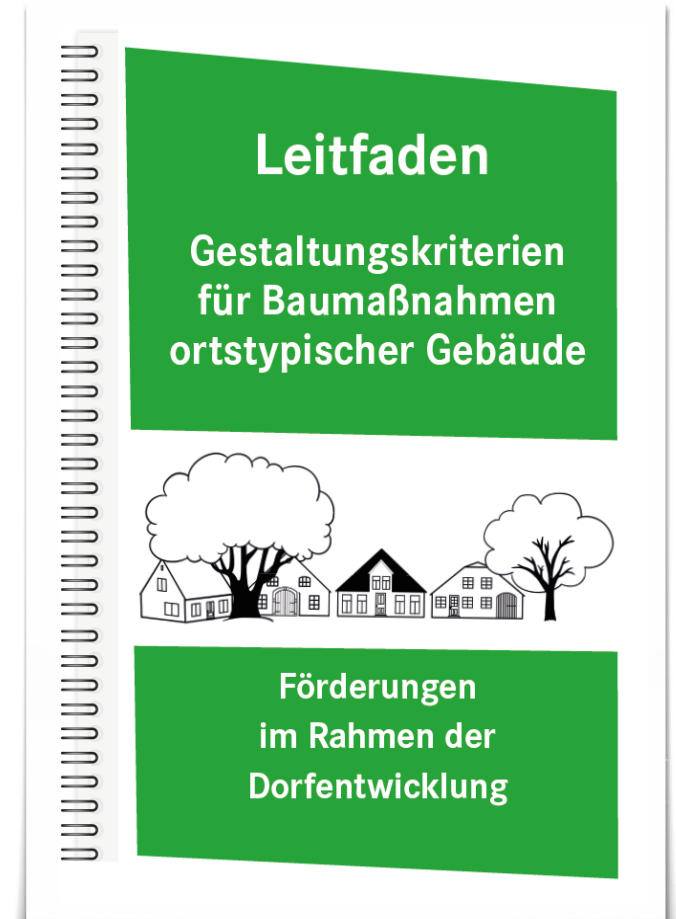 Leitfaden
Gestaltungskriterien
für Baumaßnahmen
ortstypischer Gebäude
Förderungen
im Rahmen der
Dorfentwicklung